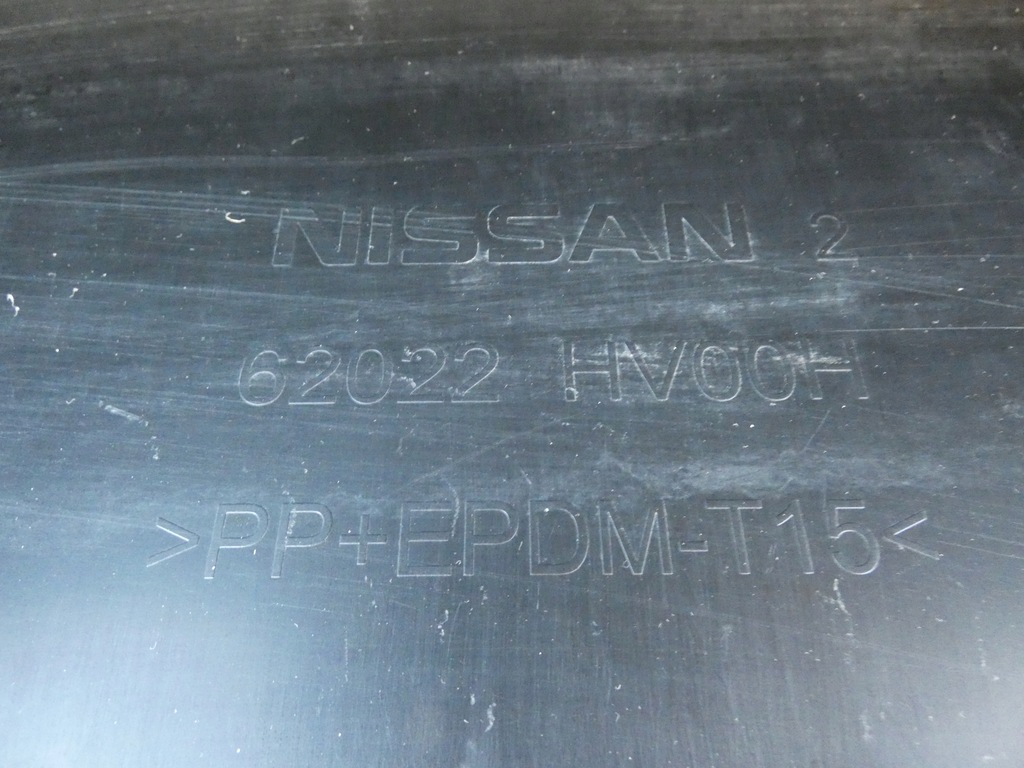 NISSAN 2
62022 HV00H
>PP+EPDM-T15<